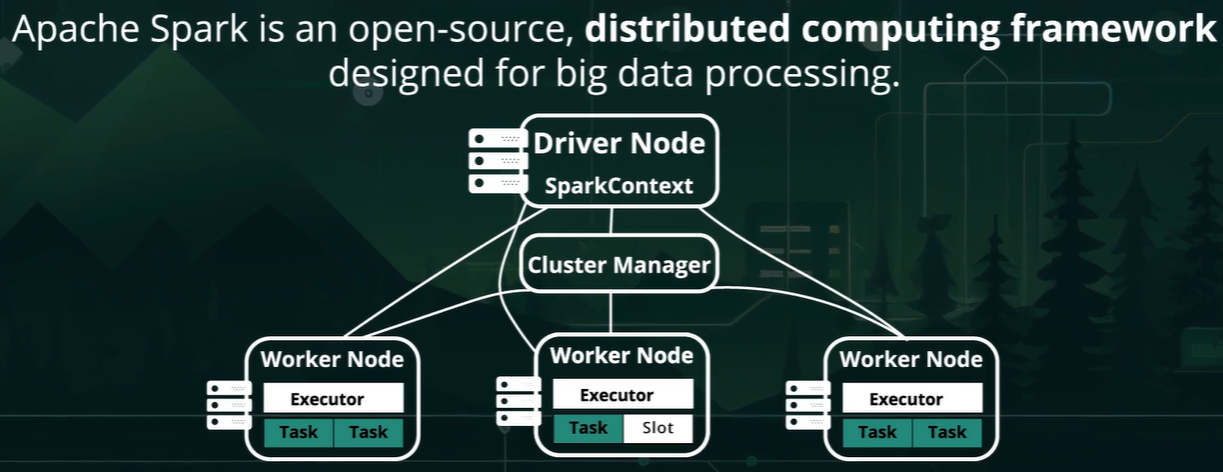 Apache Spark is an open-source, distributed computing framework
designed for big data processing.
Driver Node
SparkContext
Cluster Manager
Worker Node
Executor
Task Task
Worker Node
Executor
Task Slot
Worker Node
Executor
Task Task